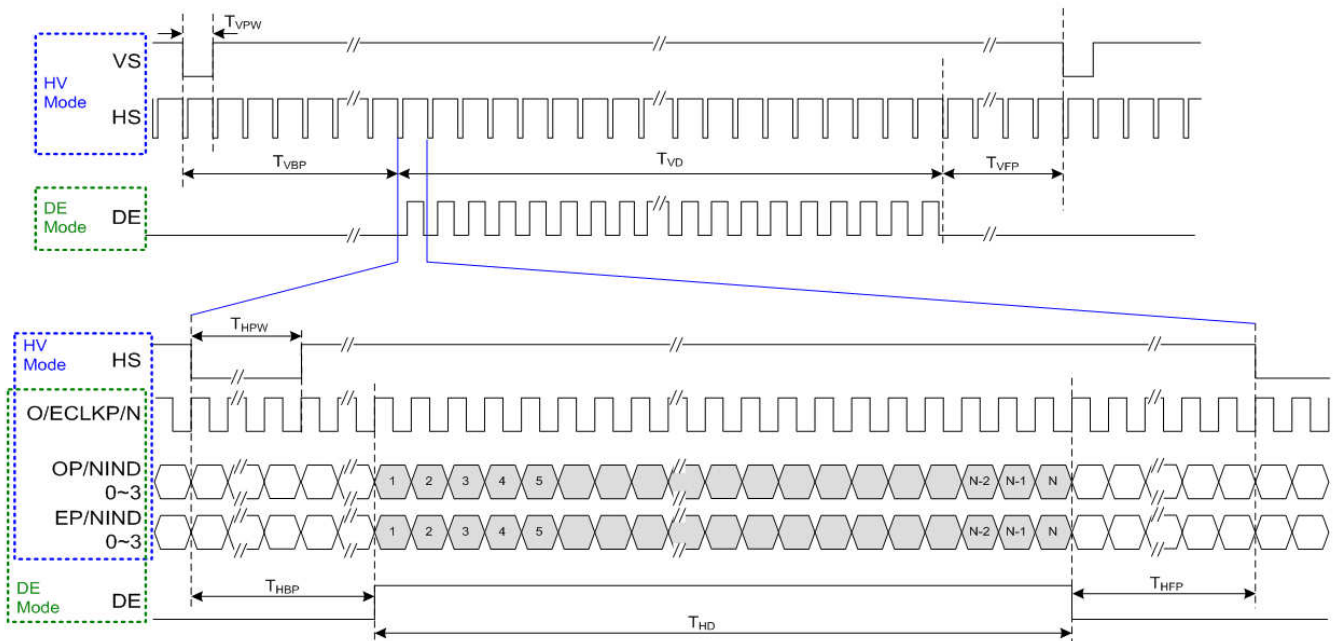 TVPW
VS
HV
Mode
HS
TVBP
TVD
TVFP
DE
Mode
DE
THPW
HV
Mode
HS
O/ECLKP/N
OP/NIND
0~3
1 2 3 4 5 N-2 N-1 N
EP/NIND
0~3
1 2 3 4 5 N-2 N-1 N
DE
Mode
DE
THBP
THFP
THD